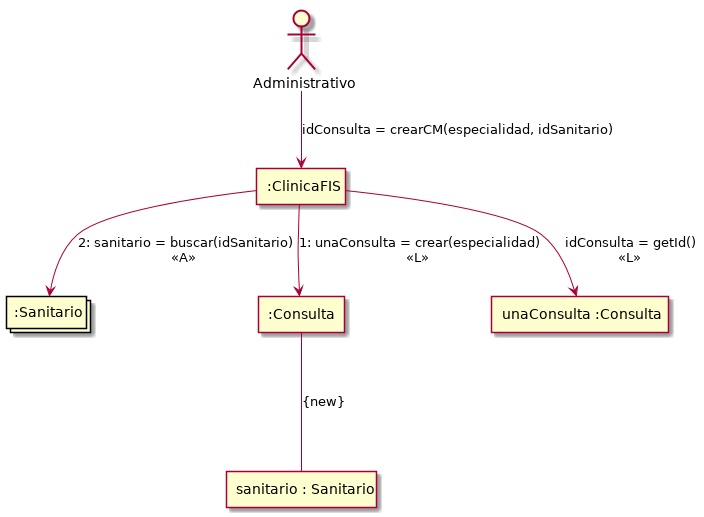 Administrativo
idConsulta = crearCM(especialidad, idSanitario)
:ClinicaFIS
2: sanitario = buscar(idSanitario)
«A»
1: unaConsulta = crear(especialidad)
«L»
idConsulta = getId()
«L»
:Sanitario
:Consulta
unaConsulta :Consulta
{new}
sanitario : Sanitario